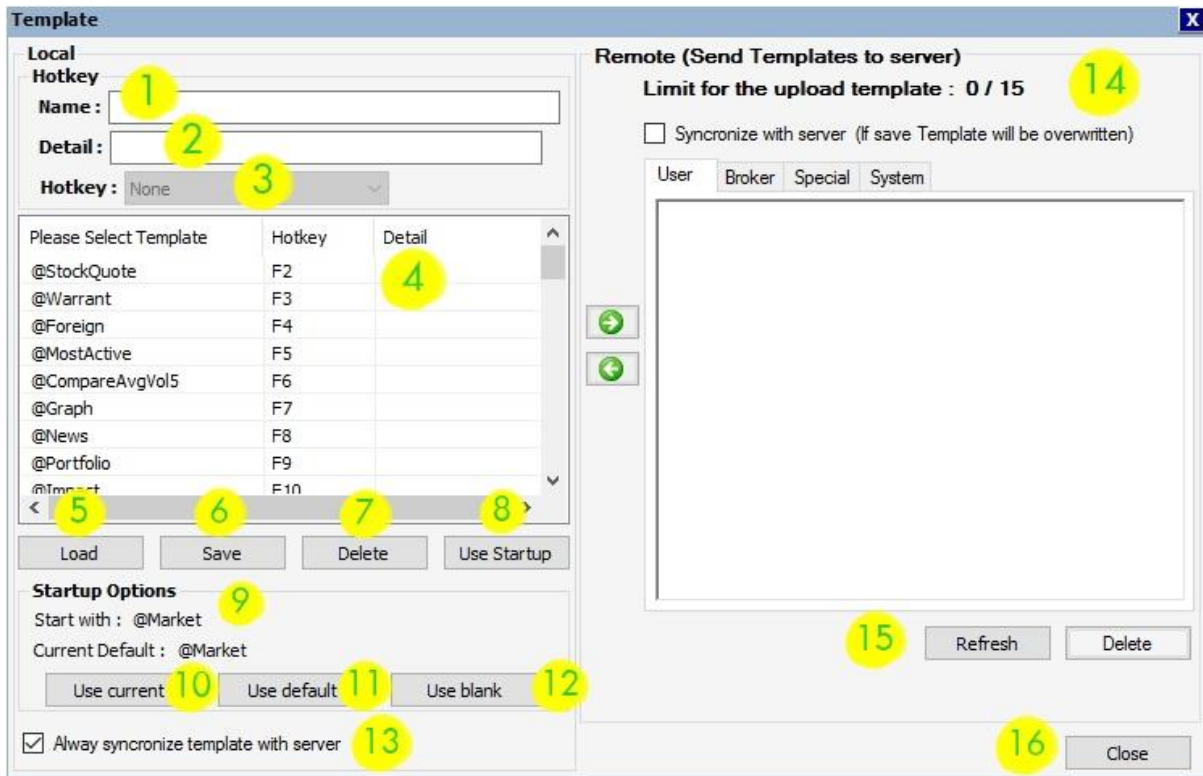 Template X
Local
Hotkey
Name : 1
Detail : 2
Hotkey : None 3
Please Select Template Hotkey Detail
4
@StockQuote F2
@Warrant F3
@Foreign F4
@MostActive F5
@CompareAvgVol5 F6
@Graph F7
@News F8
@Portfolio F9
@Impact F10
5 6 7 8
Load Save Delete Use Startup
Startup Options 9
Start with : @Market
Current Default : @Market
Use current 10 Use default 11 Use blank 12
Alway syncronize template with server 13
Remote (Send Templates to server)
Limit for the upload template : 0 / 15 14
Syncronize with server (If save Template will be overwritten)
User Broker Special System
15 Refresh Delete
16 Close